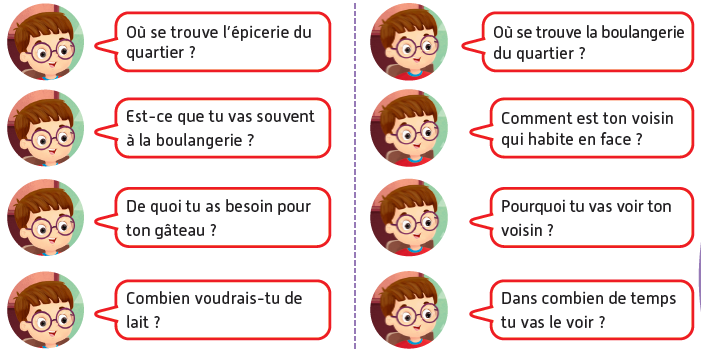 Où se trouve l'épicerie du
quartier ?
Est-ce que tu vas souvent
à la boulangerie ?
De quoi tu as besoin pour
ton gâteau ?
Combien voudrais-tu de
lait ?
Où se trouve la boulangerie
du quartier ?
Comment est ton voisin
qui habite en face ?
Pourquoi tu vas voir ton
voisin ?
Dans combien de temps
tu vas le voir ?